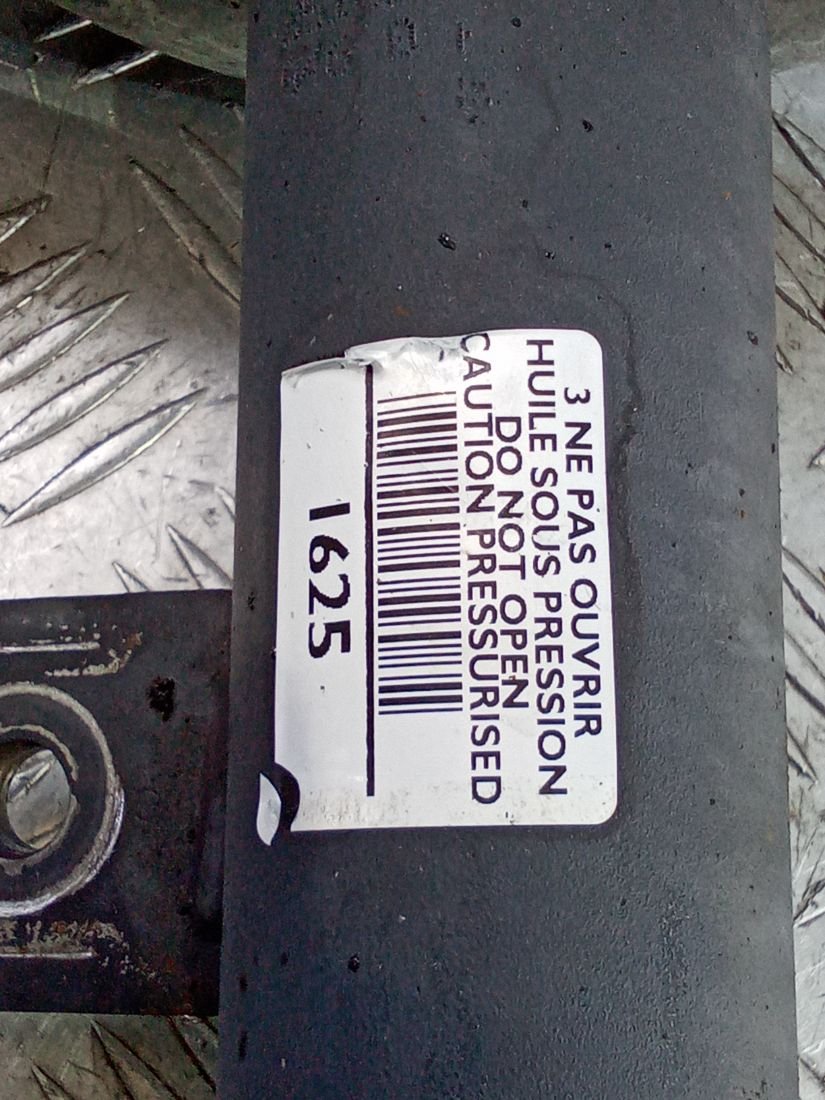 3 NE PAS OUVRIR
HUILE SOUS PRESSION
DO NOT OPEN
CAUTION PRESSURISED
1625